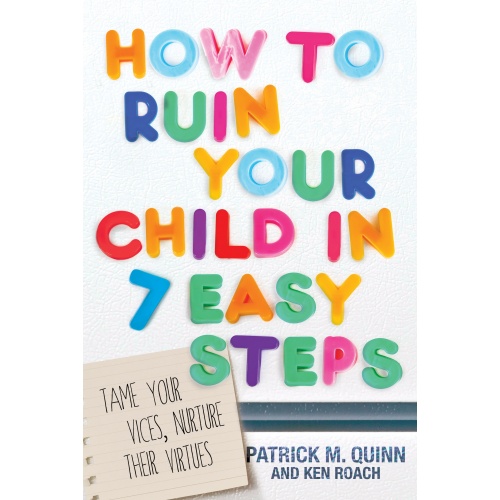 HOW TO
RUIN
YOUR
CHILD IN
7 EASY
STEPS
TAME YOUR
VICES, NURTURE
THEIR VIRTUES
PATRICK M. QUINN
AND KEN ROACH